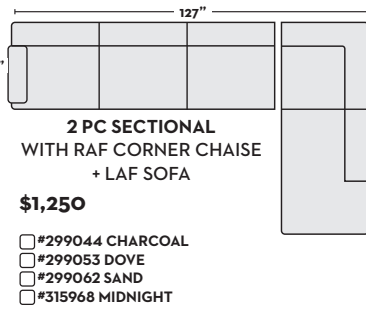 127”
”
2 PC SECTIONAL
WITH RAF CORNER CHAISE
+ LAF SOFA
$1,250
#299044 CHARCOAL
#299053 DOVE
#299062 SAND
#315968 MIDNIGHT